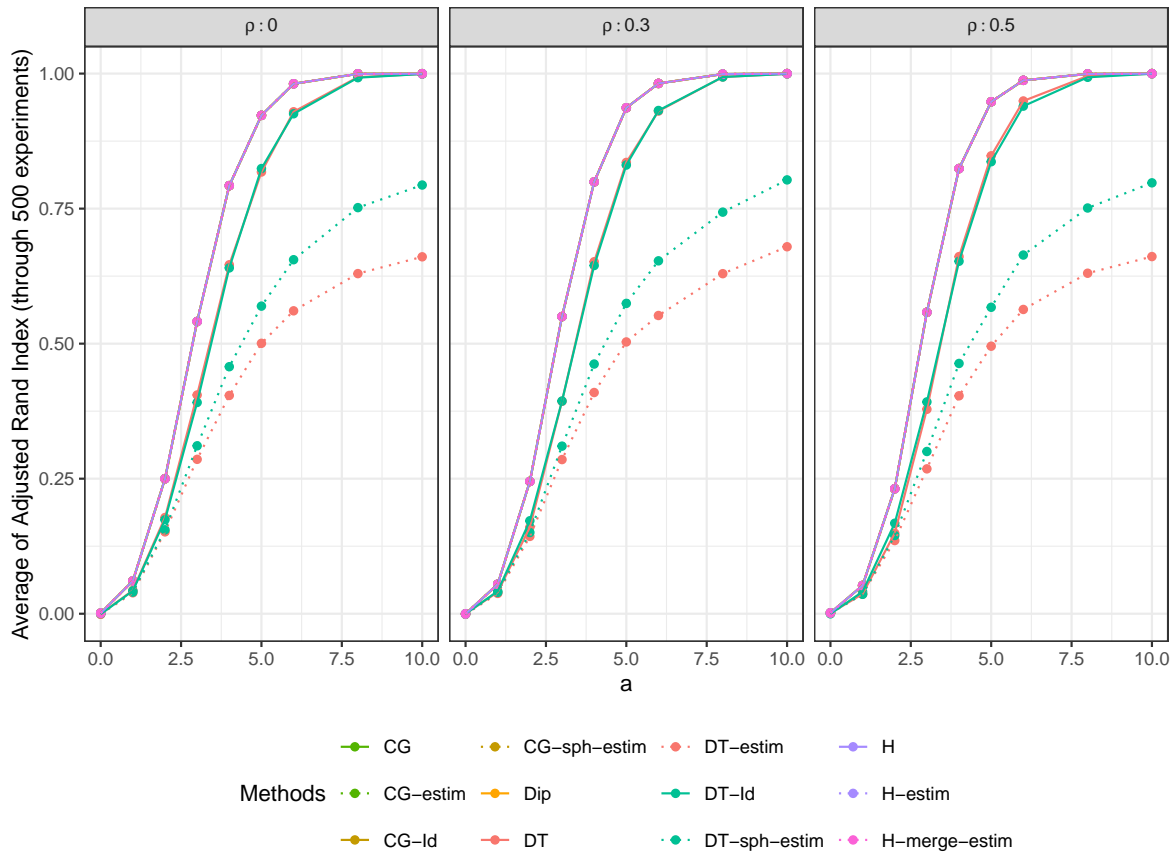 ρ : 0 ρ : 0.3 ρ : 0.5
Average of Adjusted Rand Index (through 500 experiments)
1.00
0.75
0.50
0.25
0.00
0.0 2.5 5.0 7.5 10.0 0.0 2.5 5.0 7.5 10.0 0.0 2.5 5.0 7.5 10.0
a
Methods
CG CG−sph−estim DT−estim H
CG−estim Dip DT−Id H−estim
CG−Id DT DT−sph−estim H−merge−estim